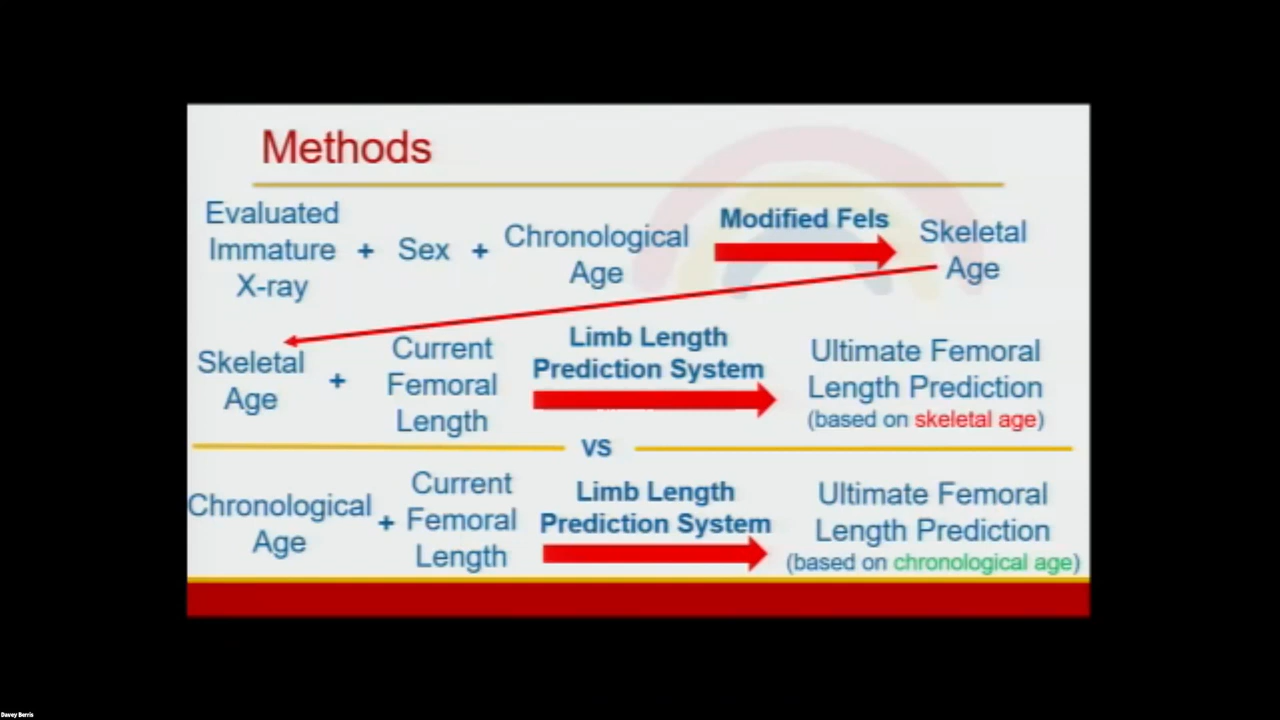 Methods
Evaluated
Immature
X-ray
+
Sex
+
Chronological
Age
Modified Fels
Skeletal
Age
Skeletal
Age
+
Current
Femoral
Length
Limb Length
Prediction System
Ultimate Femoral
Length Prediction
(based on skeletal age)
VS
Chronological
Age
+
Current
Femoral
Length
Limb Length
Prediction System
Ultimate Femoral
Length Prediction
(based on chronological age)
Davey Berris